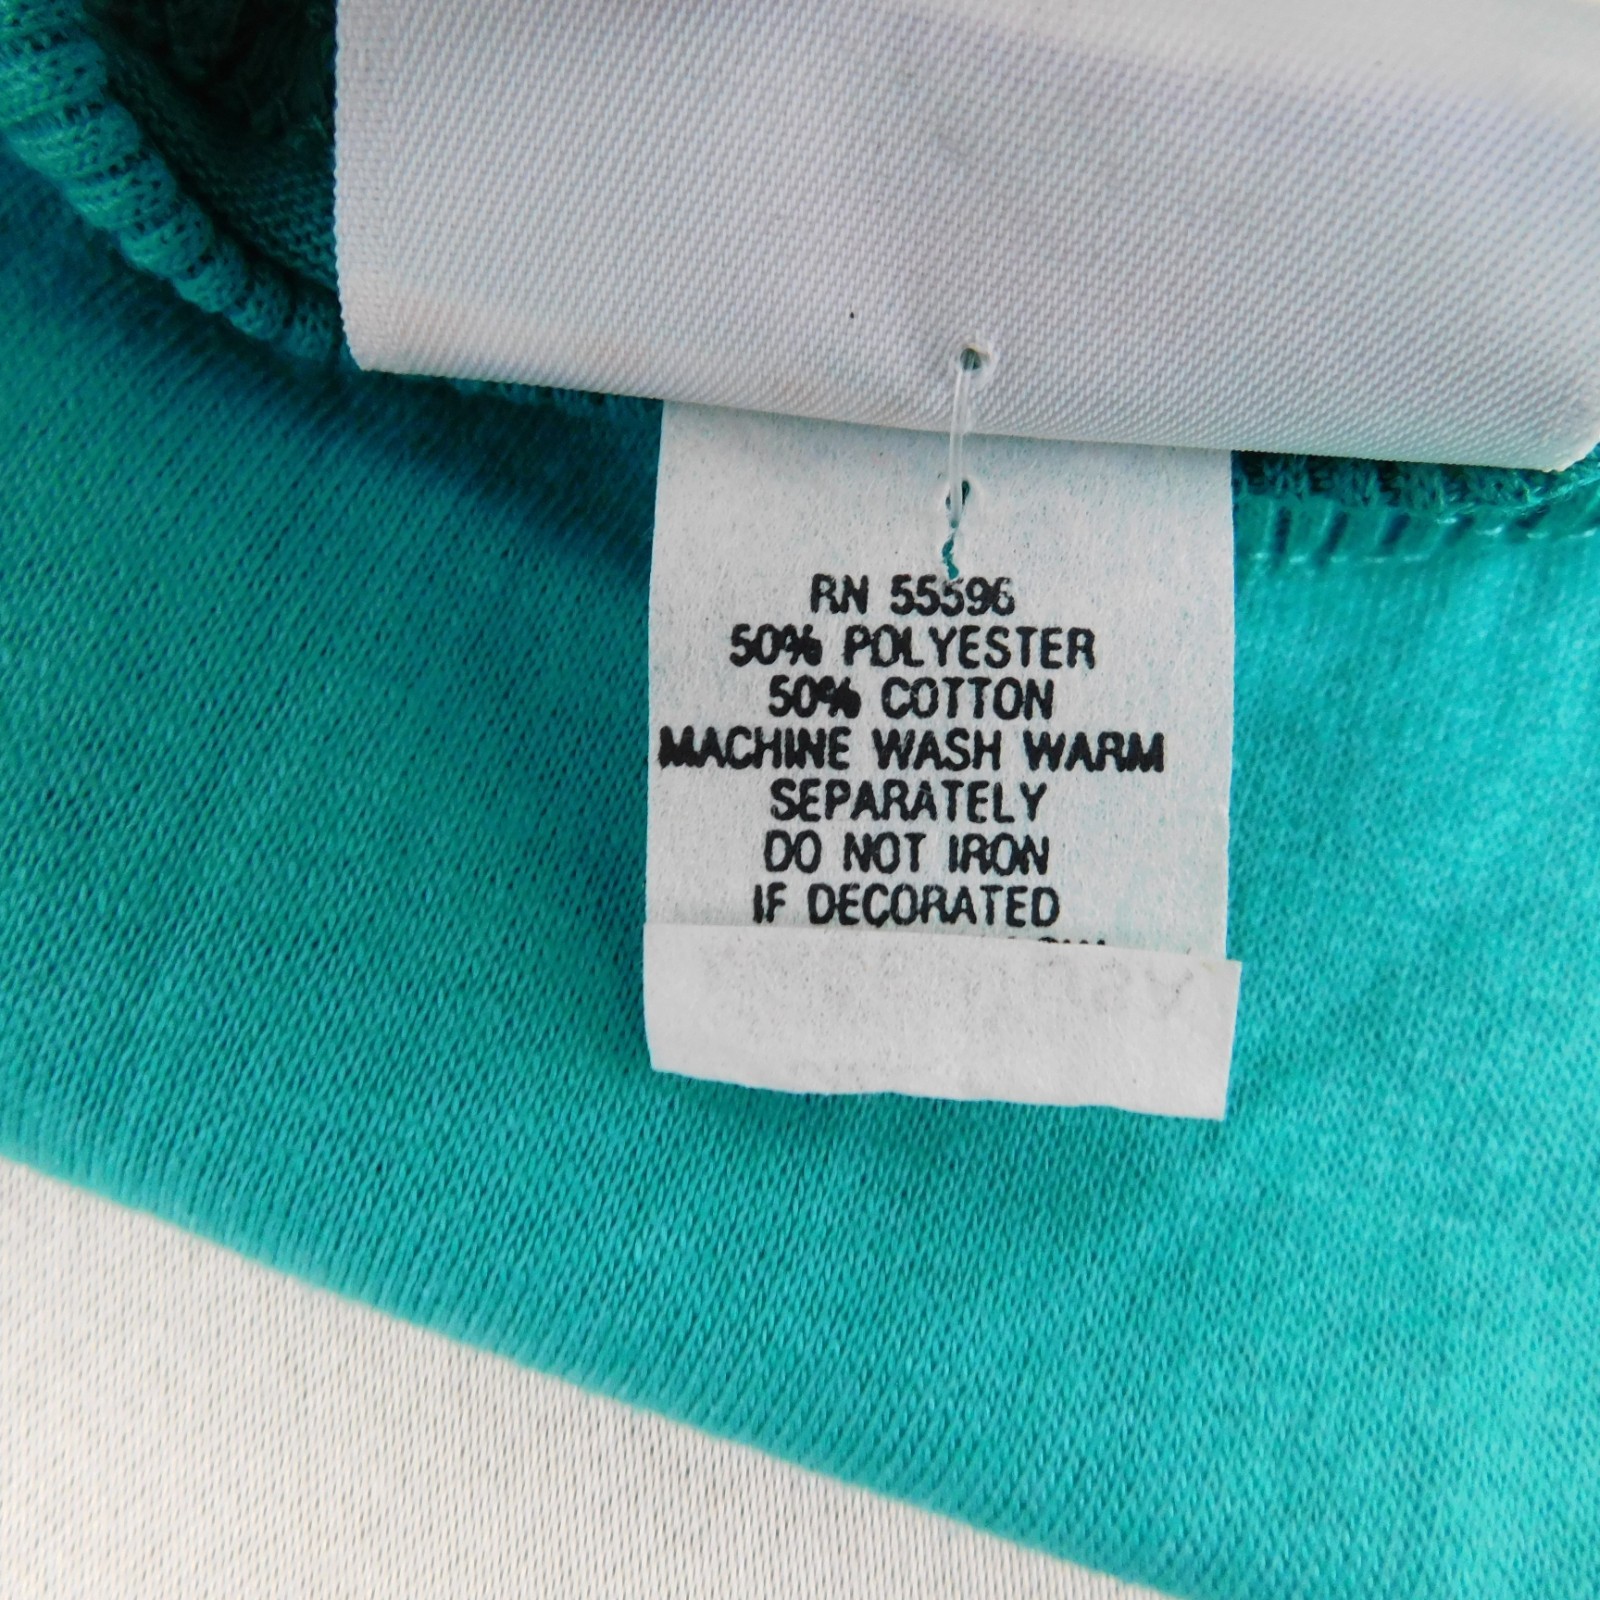 RN 55596
50% POLYESTER
50% COTTON
MACHINE WASH WARM
SEPARATELY
DO NOT IRON
IF DECORATED